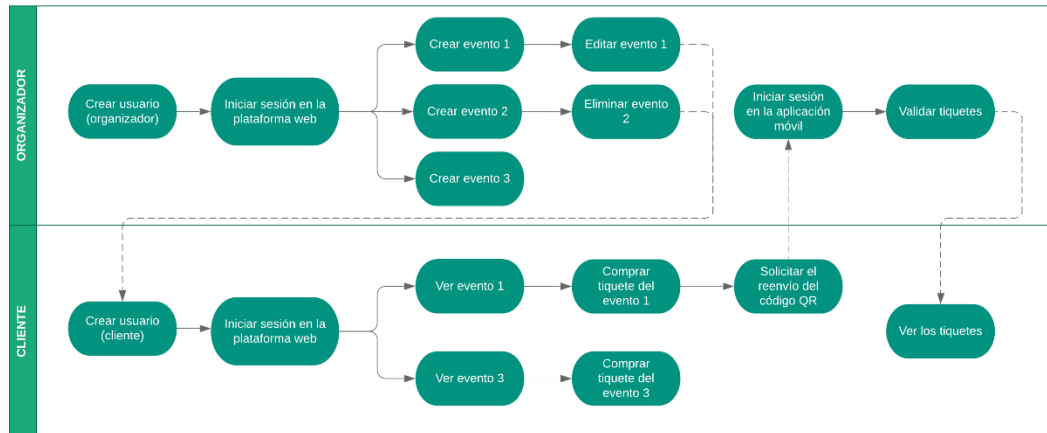 ORGANIZADOR
Crear usuario
(organizador)
Iniciar sesión en la
plataforma web
Crear evento 1
Editar evento 1
Crear evento 2
Eliminar evento
2
Crear evento 3
Iniciar sesión
en la aplicación
móvil
Validar tiquetes
CLIENTE
Crear usuario
(cliente)
Iniciar sesión en la
plataforma web
Ver evento 1
Comprar
tiquete del
evento 1
Solicitar el
reenvío del
código QR
Ver evento 3
Comprar
tiquete del
evento 3
Ver los tiquetes